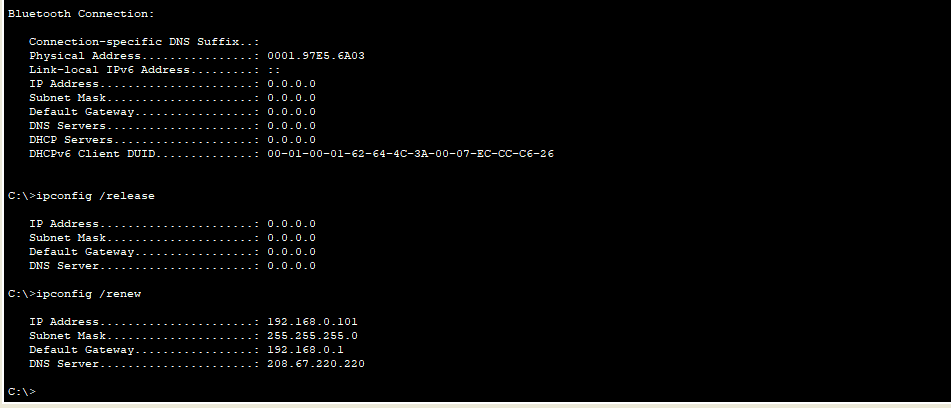 Bluetooth Connection:
Connection-specific DNS Suffix..:
Physical Address................: 0001.97E5.6A03
Link-local IPv6 Address.........: ::
IP Address......................: 0.0.0.0
Subnet Mask.....................: 0.0.0.0
Default Gateway.................: 0.0.0.0
DNS Servers.....................: 0.0.0.0
DHCP Servers....................: 0.0.0.0
DHCPv6 Client DUID..............: 00-01-00-01-62-64-4C-3A-00-07-EC-CC-C6-26
C:\>ipconfig /release
IP Address......................: 0.0.0.0
Subnet Mask.....................: 0.0.0.0
Default Gateway.................: 0.0.0.0
DNS Server......................: 0.0.0.0
C:\>ipconfig /renew
IP Address......................: 192.168.0.101
Subnet Mask.....................: 255.255.255.0
Default Gateway.................: 192.168.0.1
DNS Server......................: 208.67.220.220
C:\>